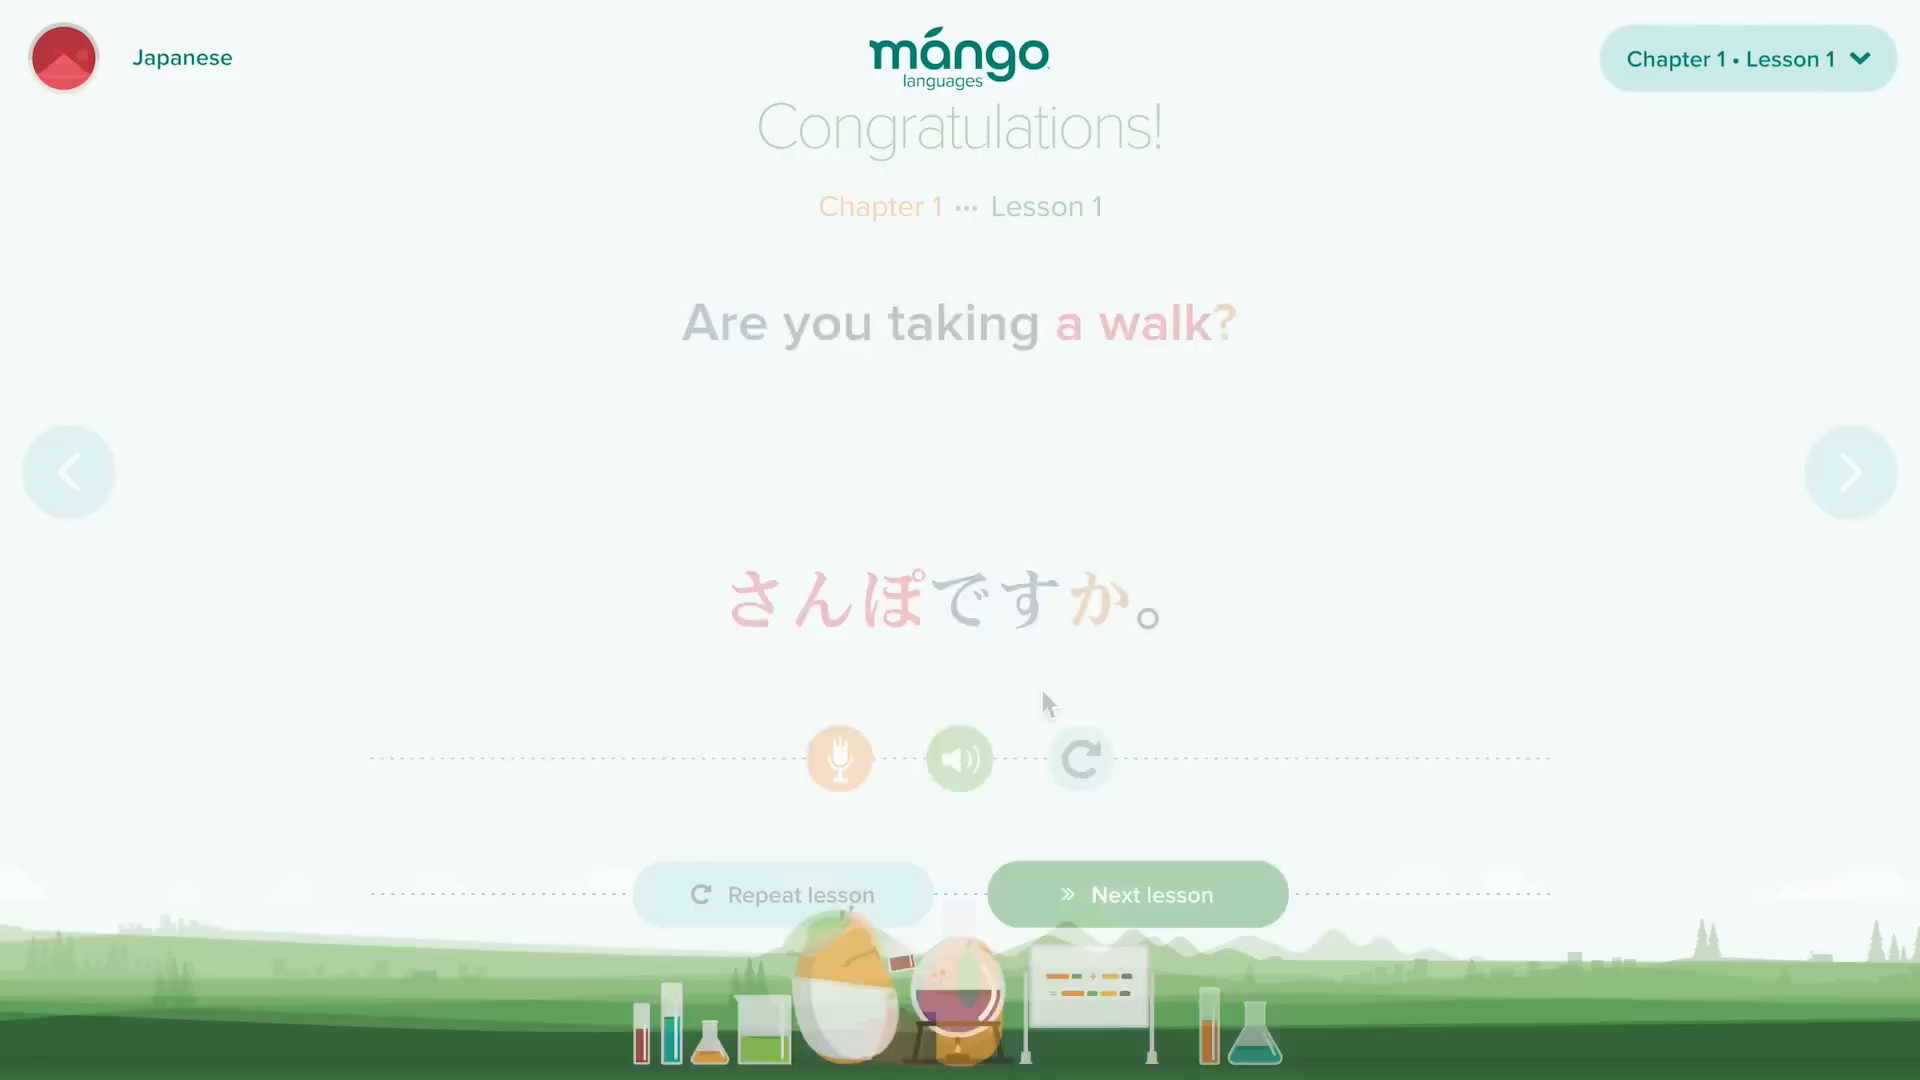 Japanese
mango
languages
Chapter 1 • Lesson 1
Congratulations!
Chapter 1 ••• Lesson 1
Are you taking a walk?
さんぽですか。
Repeat lesson
Next lesson